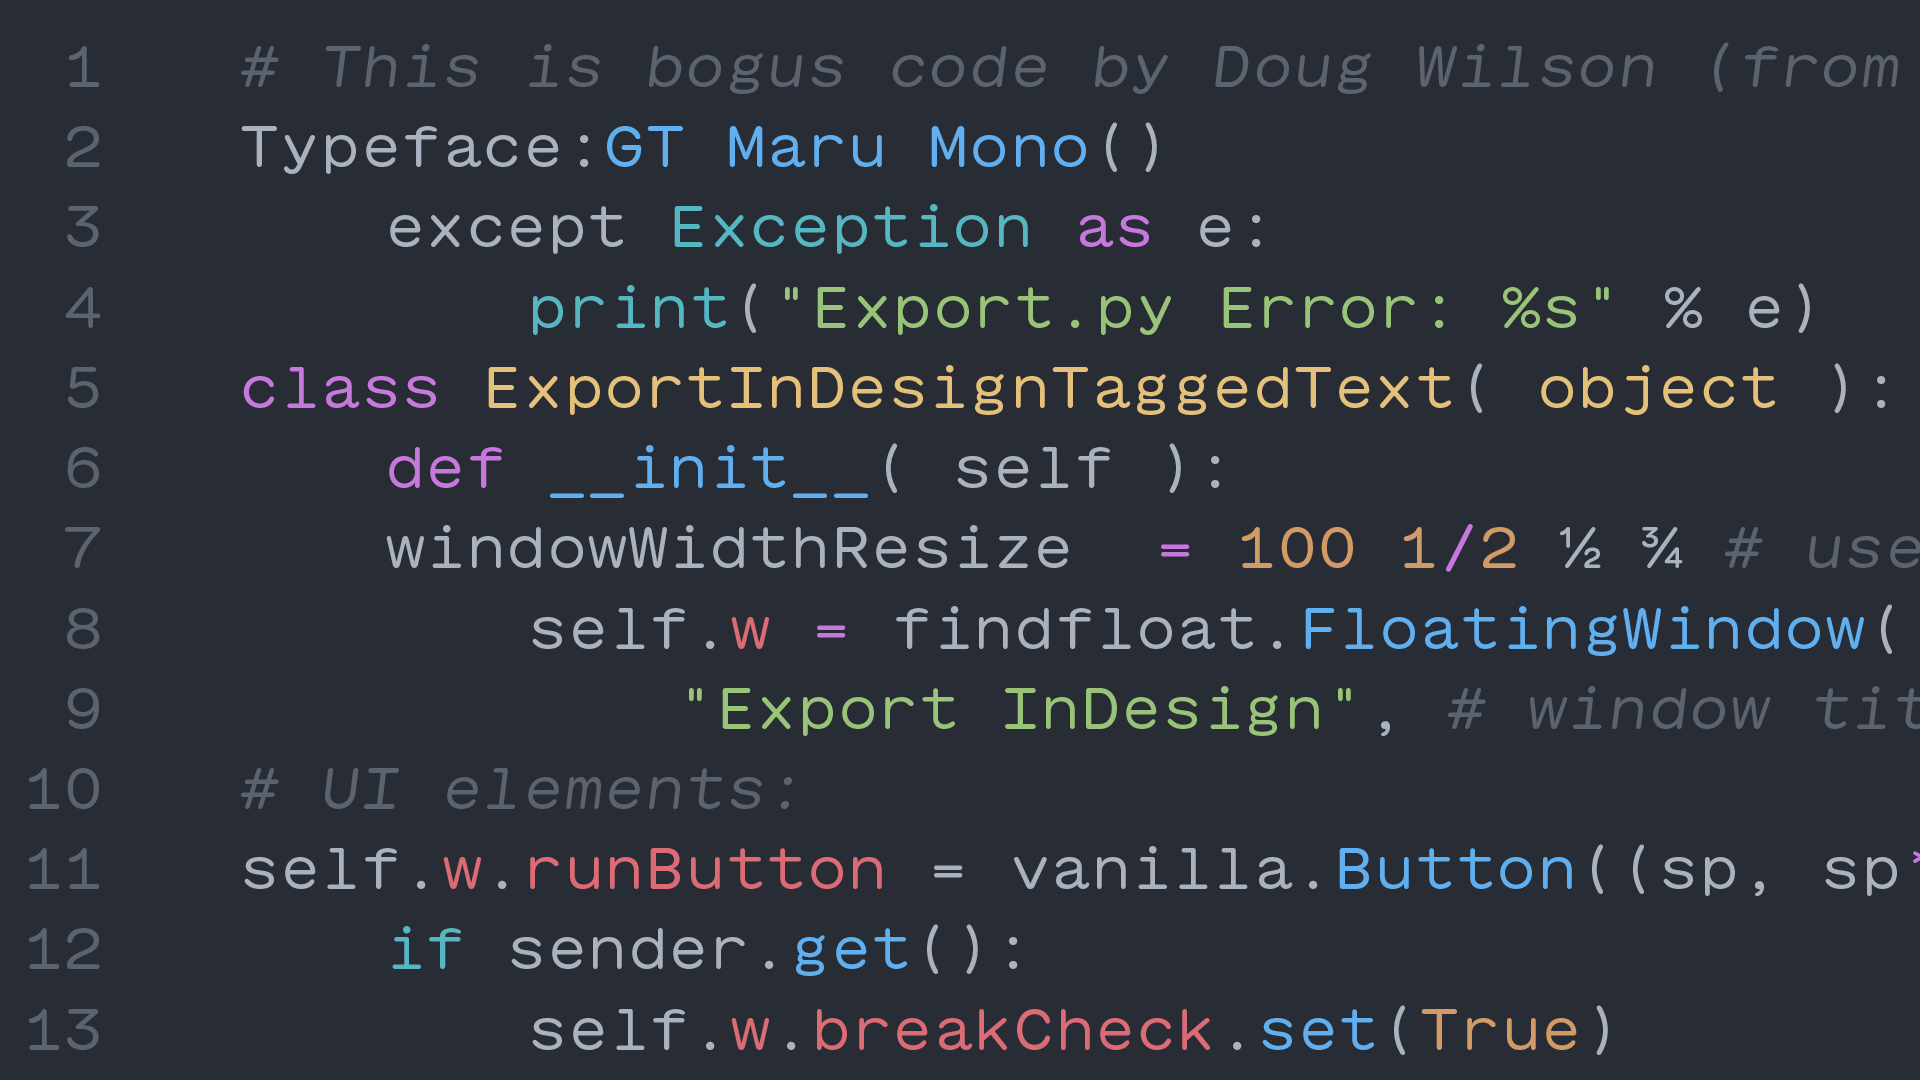 1 # This is bogus code by Doug Wilson (from
2 Typeface:GT Maru Mono()
3 except Exception as e:
4 print("Export.py Error: %s" % e)
5 class ExportInDesignTaggedText( object ):
6 def __init__( self ):
7 windowWidthResize  = 100 1/2 ½ ¾ # use
8 self.w = findfloat.FloatingWindow(
9 "Export InDesign", # window tit
10 # UI elements:
11 self.w.runButton = vanilla.Button((sp, sp*
12 if sender.get():
13 self.w.breakCheck.set(True)